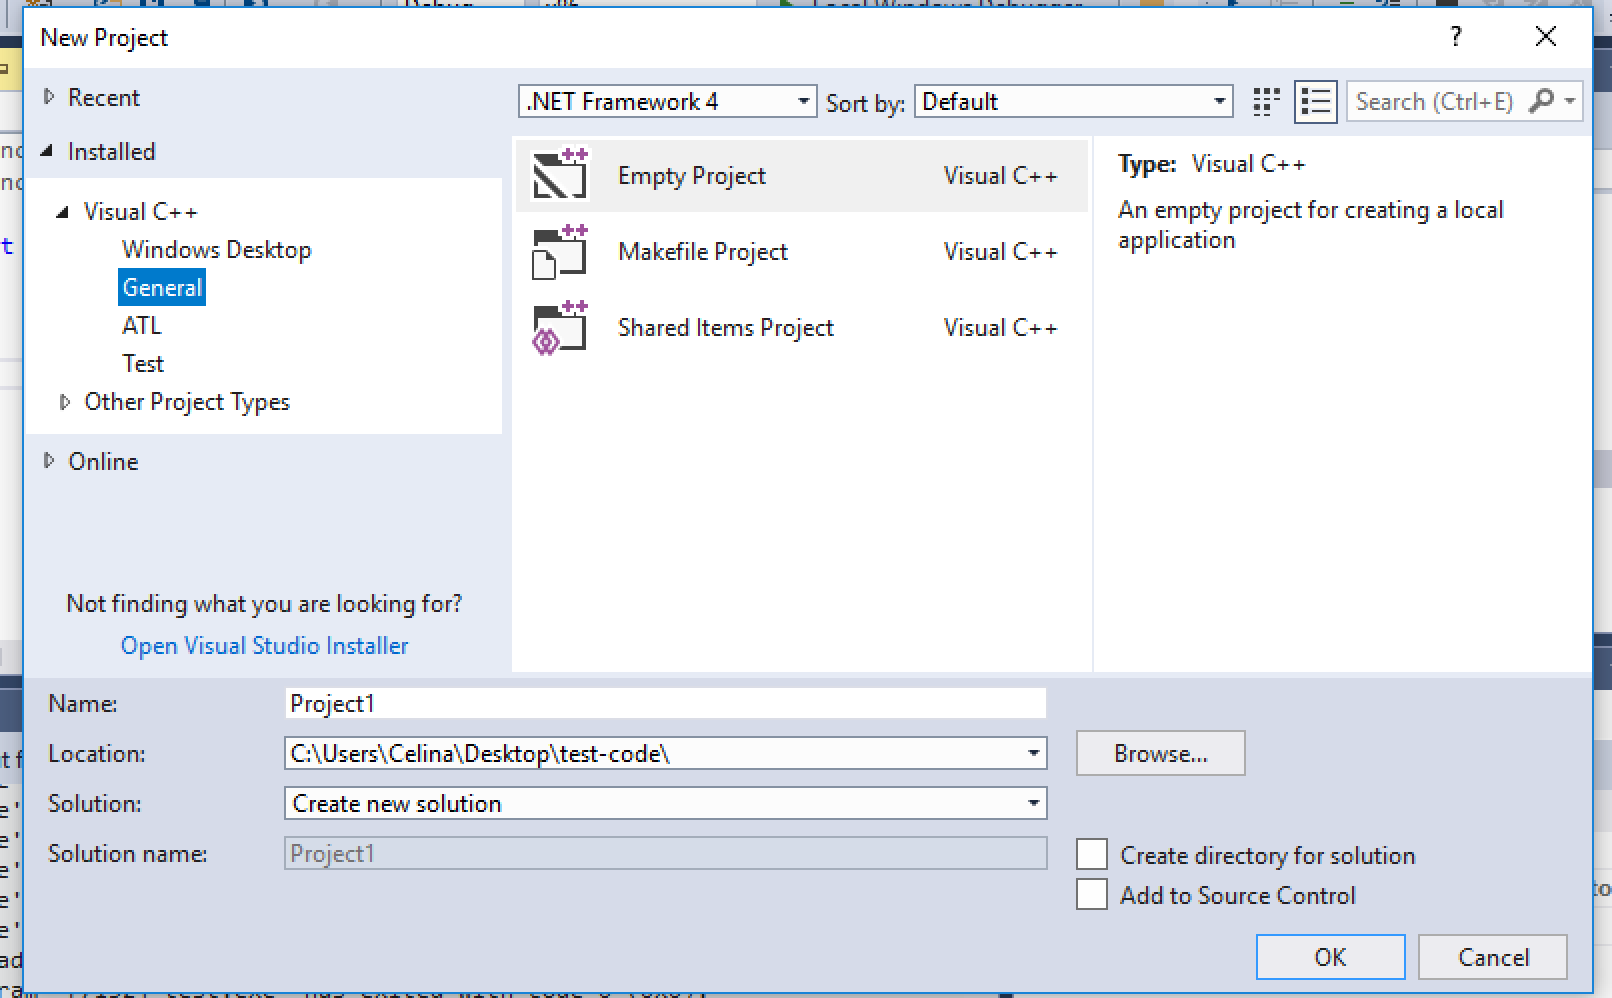 New Project
?
Recent
.NET Framework 4
Sort by:
Default
Search (Ctrl+E)
Installed
Visual C++
Windows Desktop
General
ATL
Test
Other Project Types
Online
Not finding what you are looking for?
Open Visual Studio Installer
Empty Project Visual C++
Makefile Project Visual C++
Shared Items Project Visual C++
Type: Visual C++
An empty project for creating a local
application
Name: Project1
Location: C:\Users\Celina\Desktop\test-code\
Browse...
Solution: Create new solution
Solution name: Project1
Create directory for solution
Add to Source Control
OK
Cancel